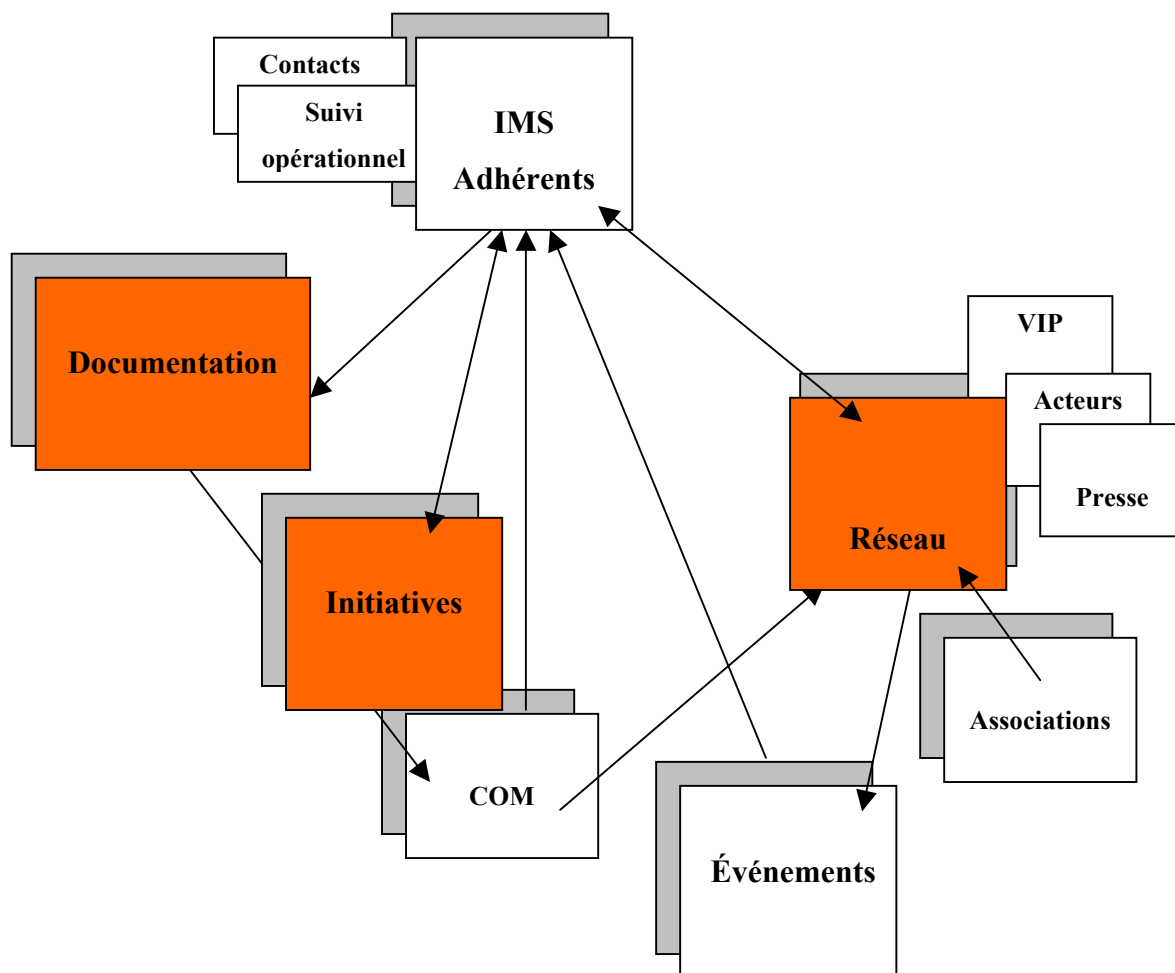 Contacts
Suivi
opérationnel
IMS
Adhérents
Documentation
VIP
Acteurs
Presse
Réseau
Initiatives
Associations
COM
Événements